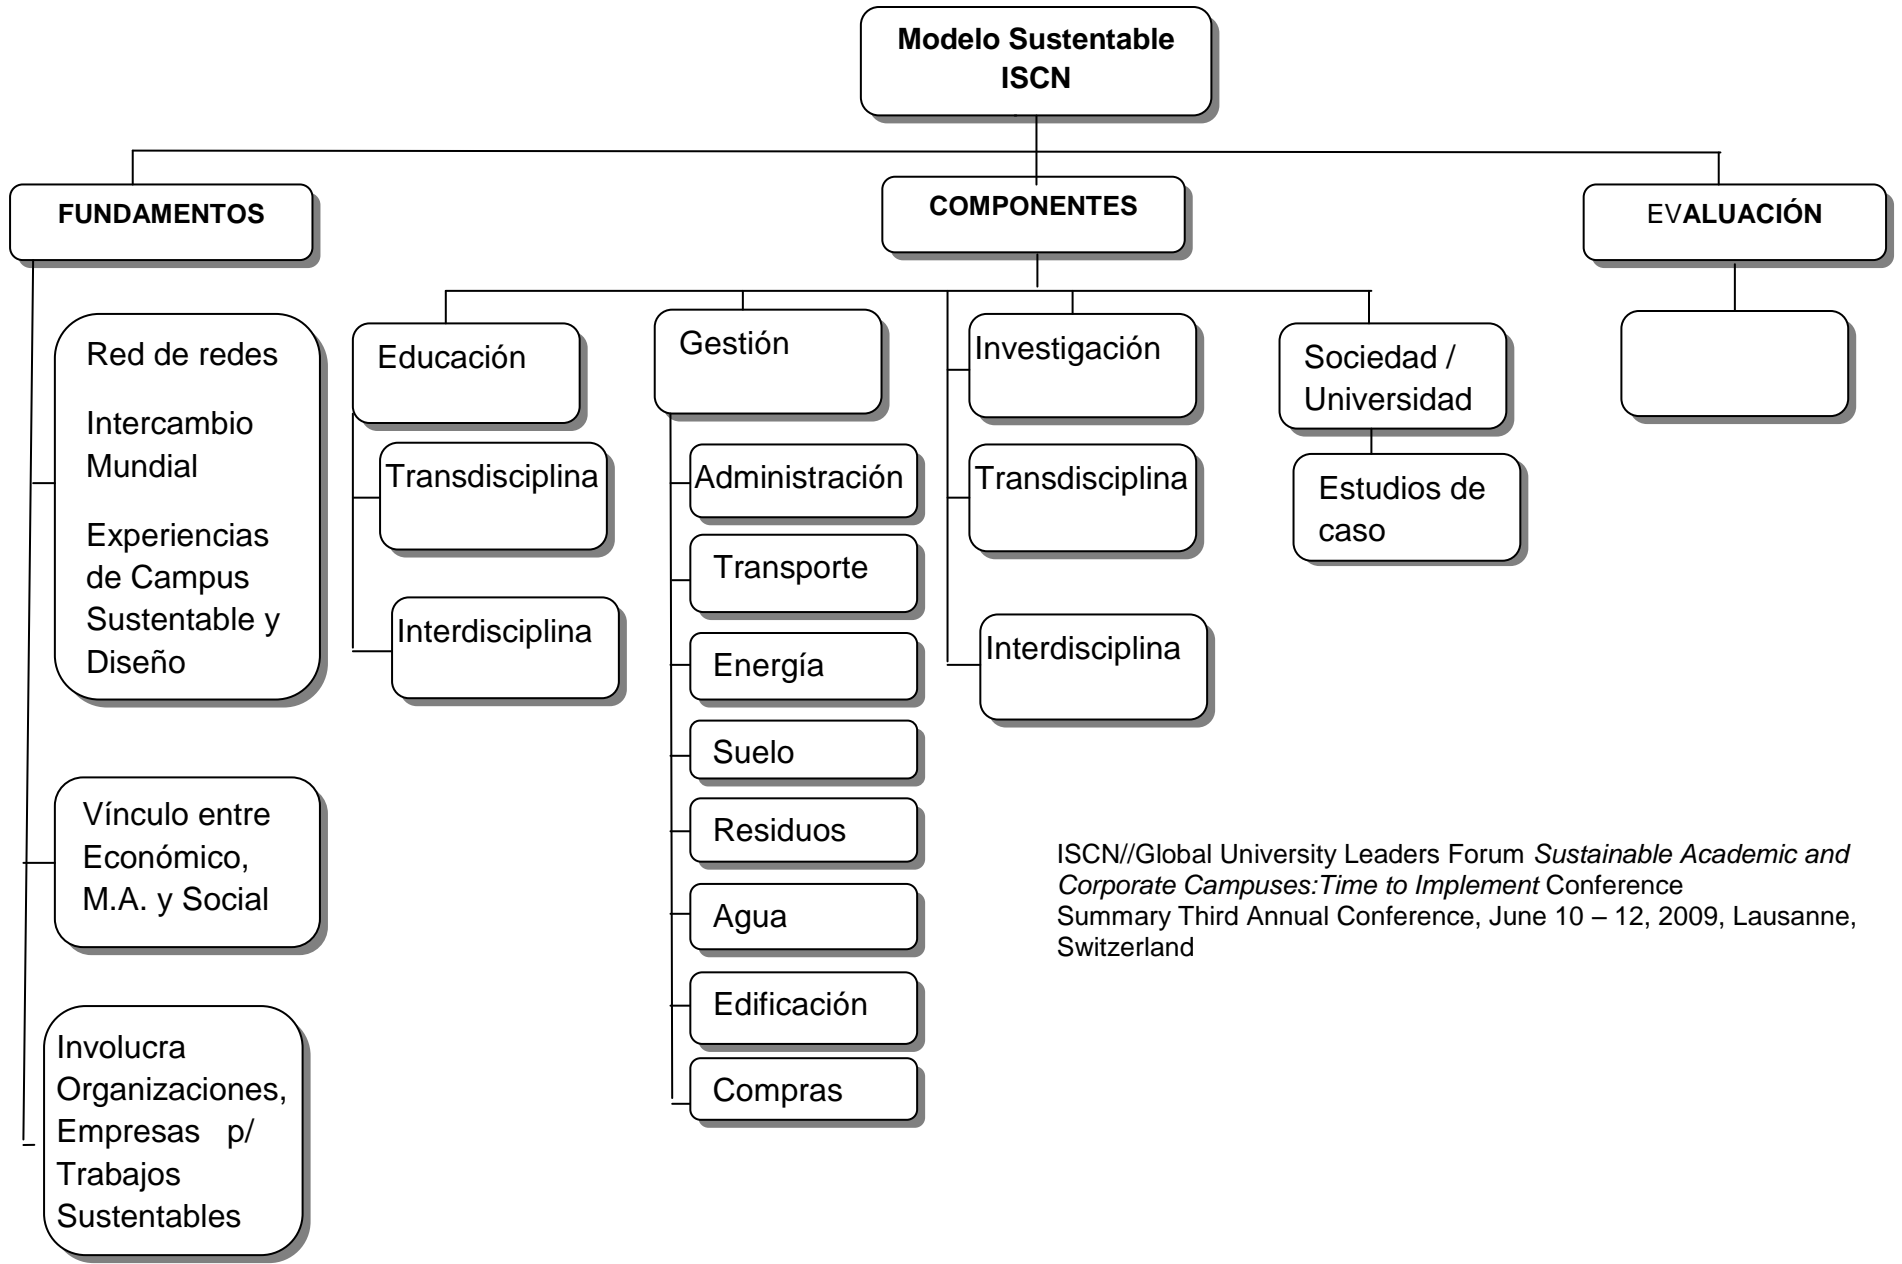 Modelo Sustentable
ISCN
FUNDAMENTOS
COMPONENTES
EVALUACIÓN
Red de redes
Intercambio
Mundial
Experiencias
de Campus
Sustentable y
Diseño
Vínculo entre
Económico,
M.A. y Social
Involucra
Organizaciones,
Empresas p/
Trabajos
Sustentables
Educación
Transdisciplina
Interdisciplina
Gestión
Administración
Transporte
Energía
Suelo
Residuos
Agua
Edificación
Compras
Investigación
Transdisciplina
Interdisciplina
Sociedad /
Universidad
Estudios de
caso
ISCN//Global University Leaders Forum Sustainable Academic and
Corporate Campuses:Time to Implement Conference
Summary Third Annual Conference, June 10 – 12, 2009, Lausanne,
Switzerland